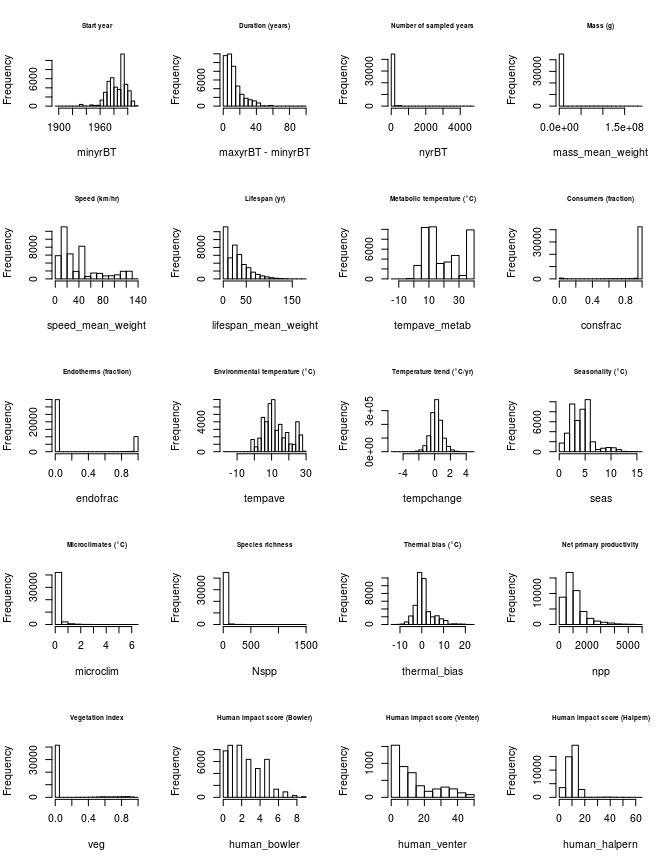 Start year
Frequency
0 6000
1900 1960
minyrBT
Duration (years)
Frequency
0 6000
0 40 80
maxyrBT - minyrBT
Number of sampled years
Frequency
0 30000
0 2000 4000
nyrBT
Mass (g)
Frequency
0 30000
0.0e+00 1.5e+08
mass_mean_weight
Speed (km/hr)
Frequency
0 8000
0 40 80 140
speed_mean_weight
Lifespan (yr)
Frequency
0 8000
0 50 150
lifespan_mean_weight
Metabolic temperature (°C)
Frequency
0 6000
-10 10 30
tempave_metab
Consumers (fraction)
Frequency
0 30000
0.0 0.4 0.8
consfrac
Endotherms (fraction)
Frequency
0 20000
0.0 0.4 0.8
endofrac
Environmental temperature (°C)
Frequency
0 4000
-10 10 30
tempave
Temperature trend (°C/yr)
Frequency
0e+00 3e+05
-4 0 2 4
tempchange
Seasonality (°C)
Frequency
0 6000
0 5 10 15
seas
Microclimates (°C)
Frequency
0 30000
0 2 4 6
microclim
Species richness
Frequency
0 30000
0 500 1500
Nspp
Thermal bias (°C)
Frequency
0 8000
-10 0 10 20
thermal_bias
Net primary productivity
Frequency
0 10000
0 2000 5000
npp
Vegetation index
Frequency
0 30000
0.0 0.4 0.8
veg
Human impact score (Bowler)
Frequency
0 6000
0 2 4 6 8
human_bowler
Human impact score (Venter)
Frequency
0 1000
0 10 20 30 40
human_venter
Human impact score (Halpern)
Frequency
0 10000
0 20 40 60
human_halpern